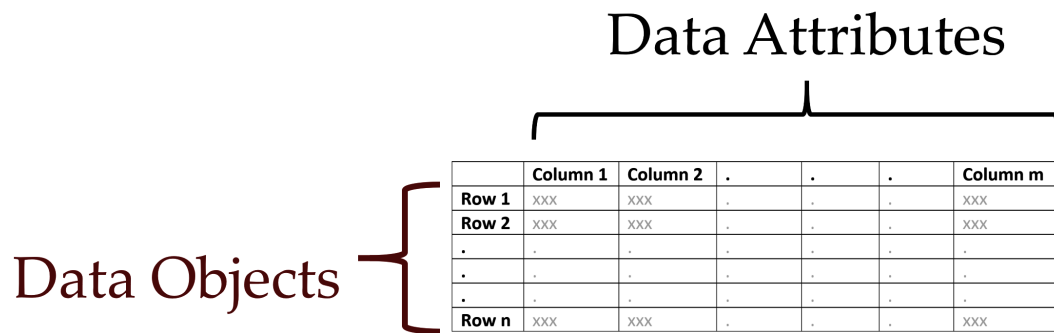 Data Attributes
Column 1 Column 2 . . . Column m
Row 1 xxx xxx . . . xxx
Row 2 xxx xxx . . . xxx
. . . . . . .
Data Objects
. . . . . . .
. . . . . . .
Row n xxx xxx . . . xxx